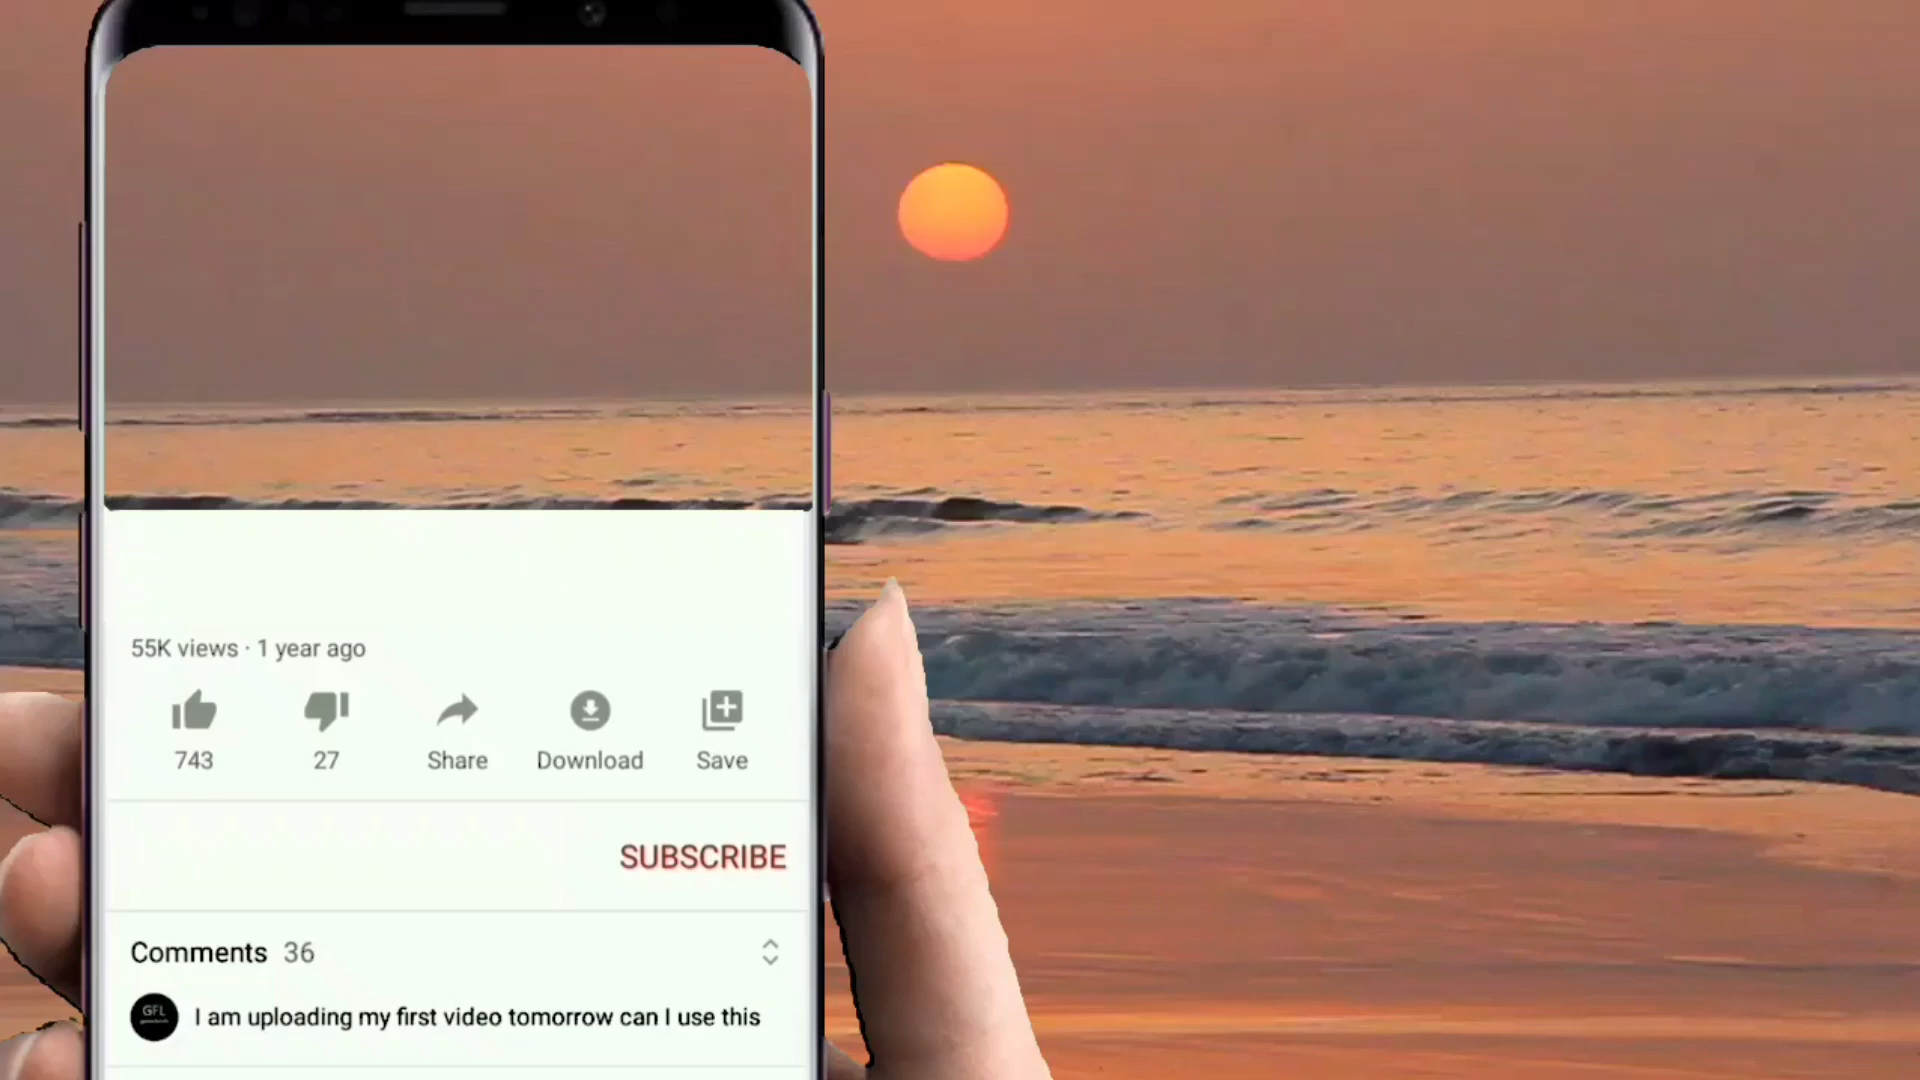 55K views · 1 year ago
743
27
Share
Download
Save
SUBSCRIBE
Comments 36
GFL
I am uploading my first video tomorrow can I use this